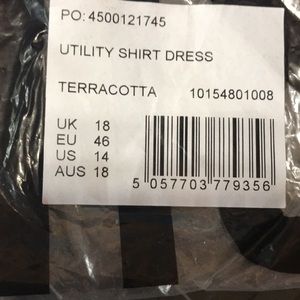 PO: 4500121745
UTILITY SHIRT DRESS
TERRACOTTA 10154801008
UK 18
EU 46
US 14
AUS 18
5 057703 779356